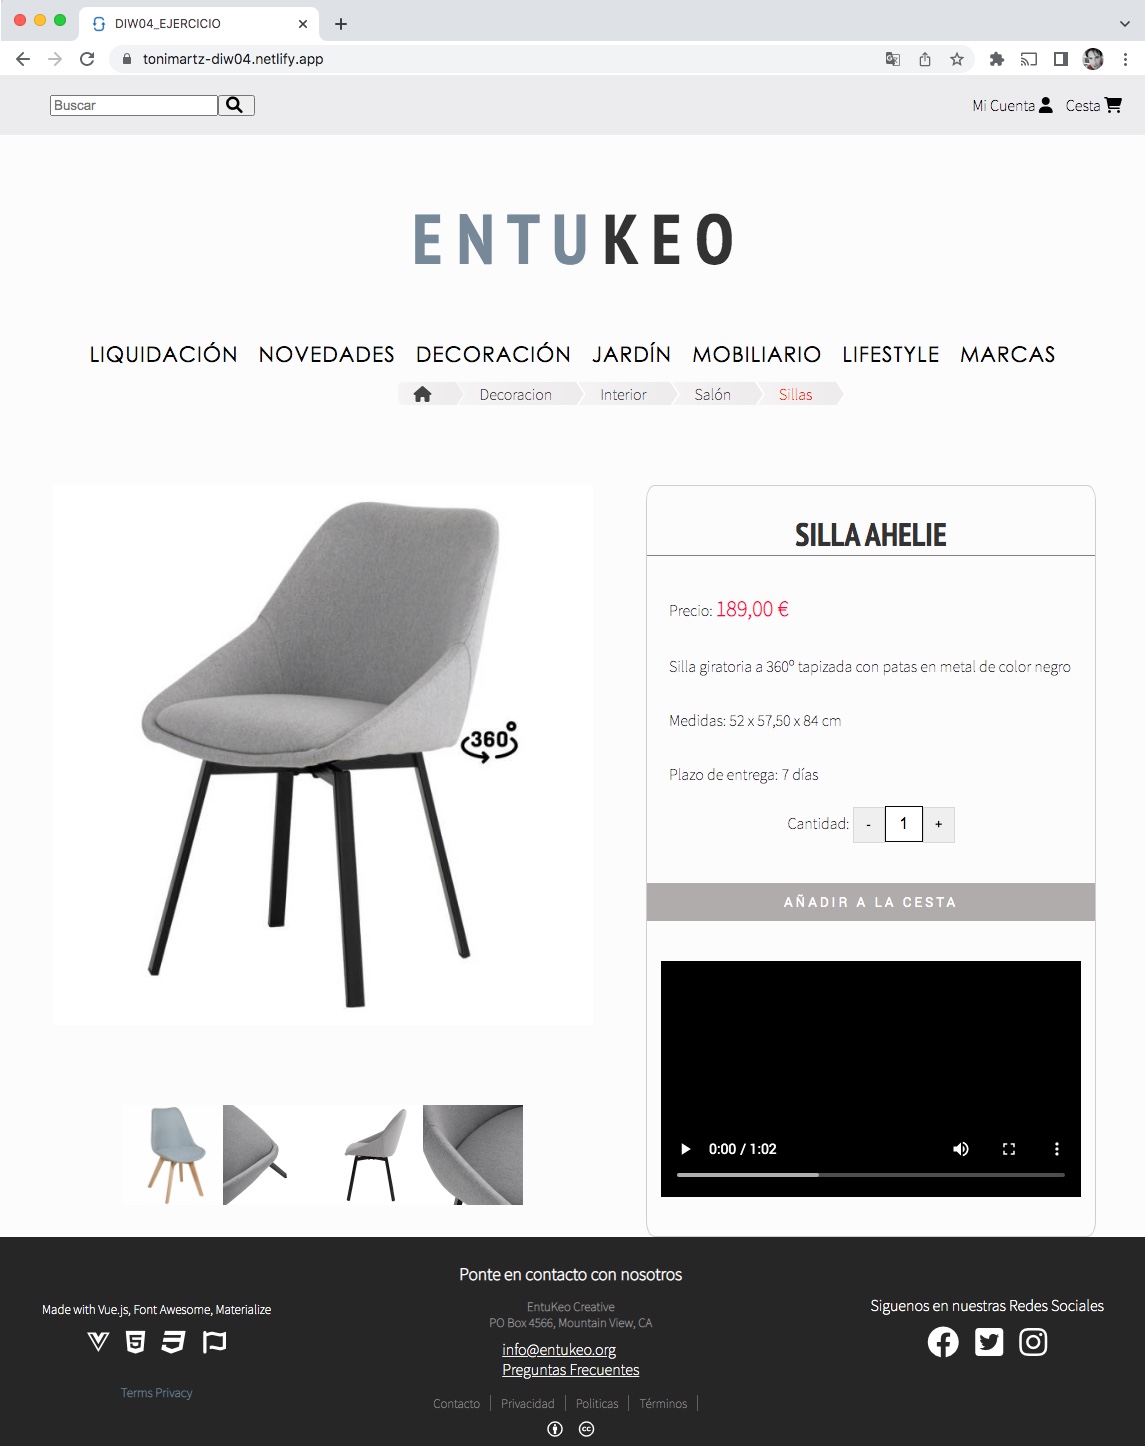 DIW04_EJERCICIO
tonimartz-diw04.netlify.app
Buscar
Mi Cuenta Cesta
ENTUKEO
LIQUIDACIÓN NOVEDADES DECORACIÓN JARDÍN MOBILIARIO LIFESTYLE MARCAS
Decoracion Interior Salón Sillas
360°
SILLA AHELIE
Precio: 189,00 €
Silla giratoria a 360º tapizada con patas en metal de color negro
Medidas: 52 x 57,50 x 84 cm
Plazo de entrega: 7 días
Cantidad: - 1 +
AÑADIR A LA CESTA
0:00 / 1:02
Made with Vue.js, Font Awesome, Materialize
Terms Privacy
Ponte en contacto con nosotros
EntuKeo Creative
PO Box 4566, Mountain View, CA
info@entukeo.org
Preguntas Frecuentes
Contacto Privacidad Politicas Términos
Siguenos en nuestras Redes Sociales